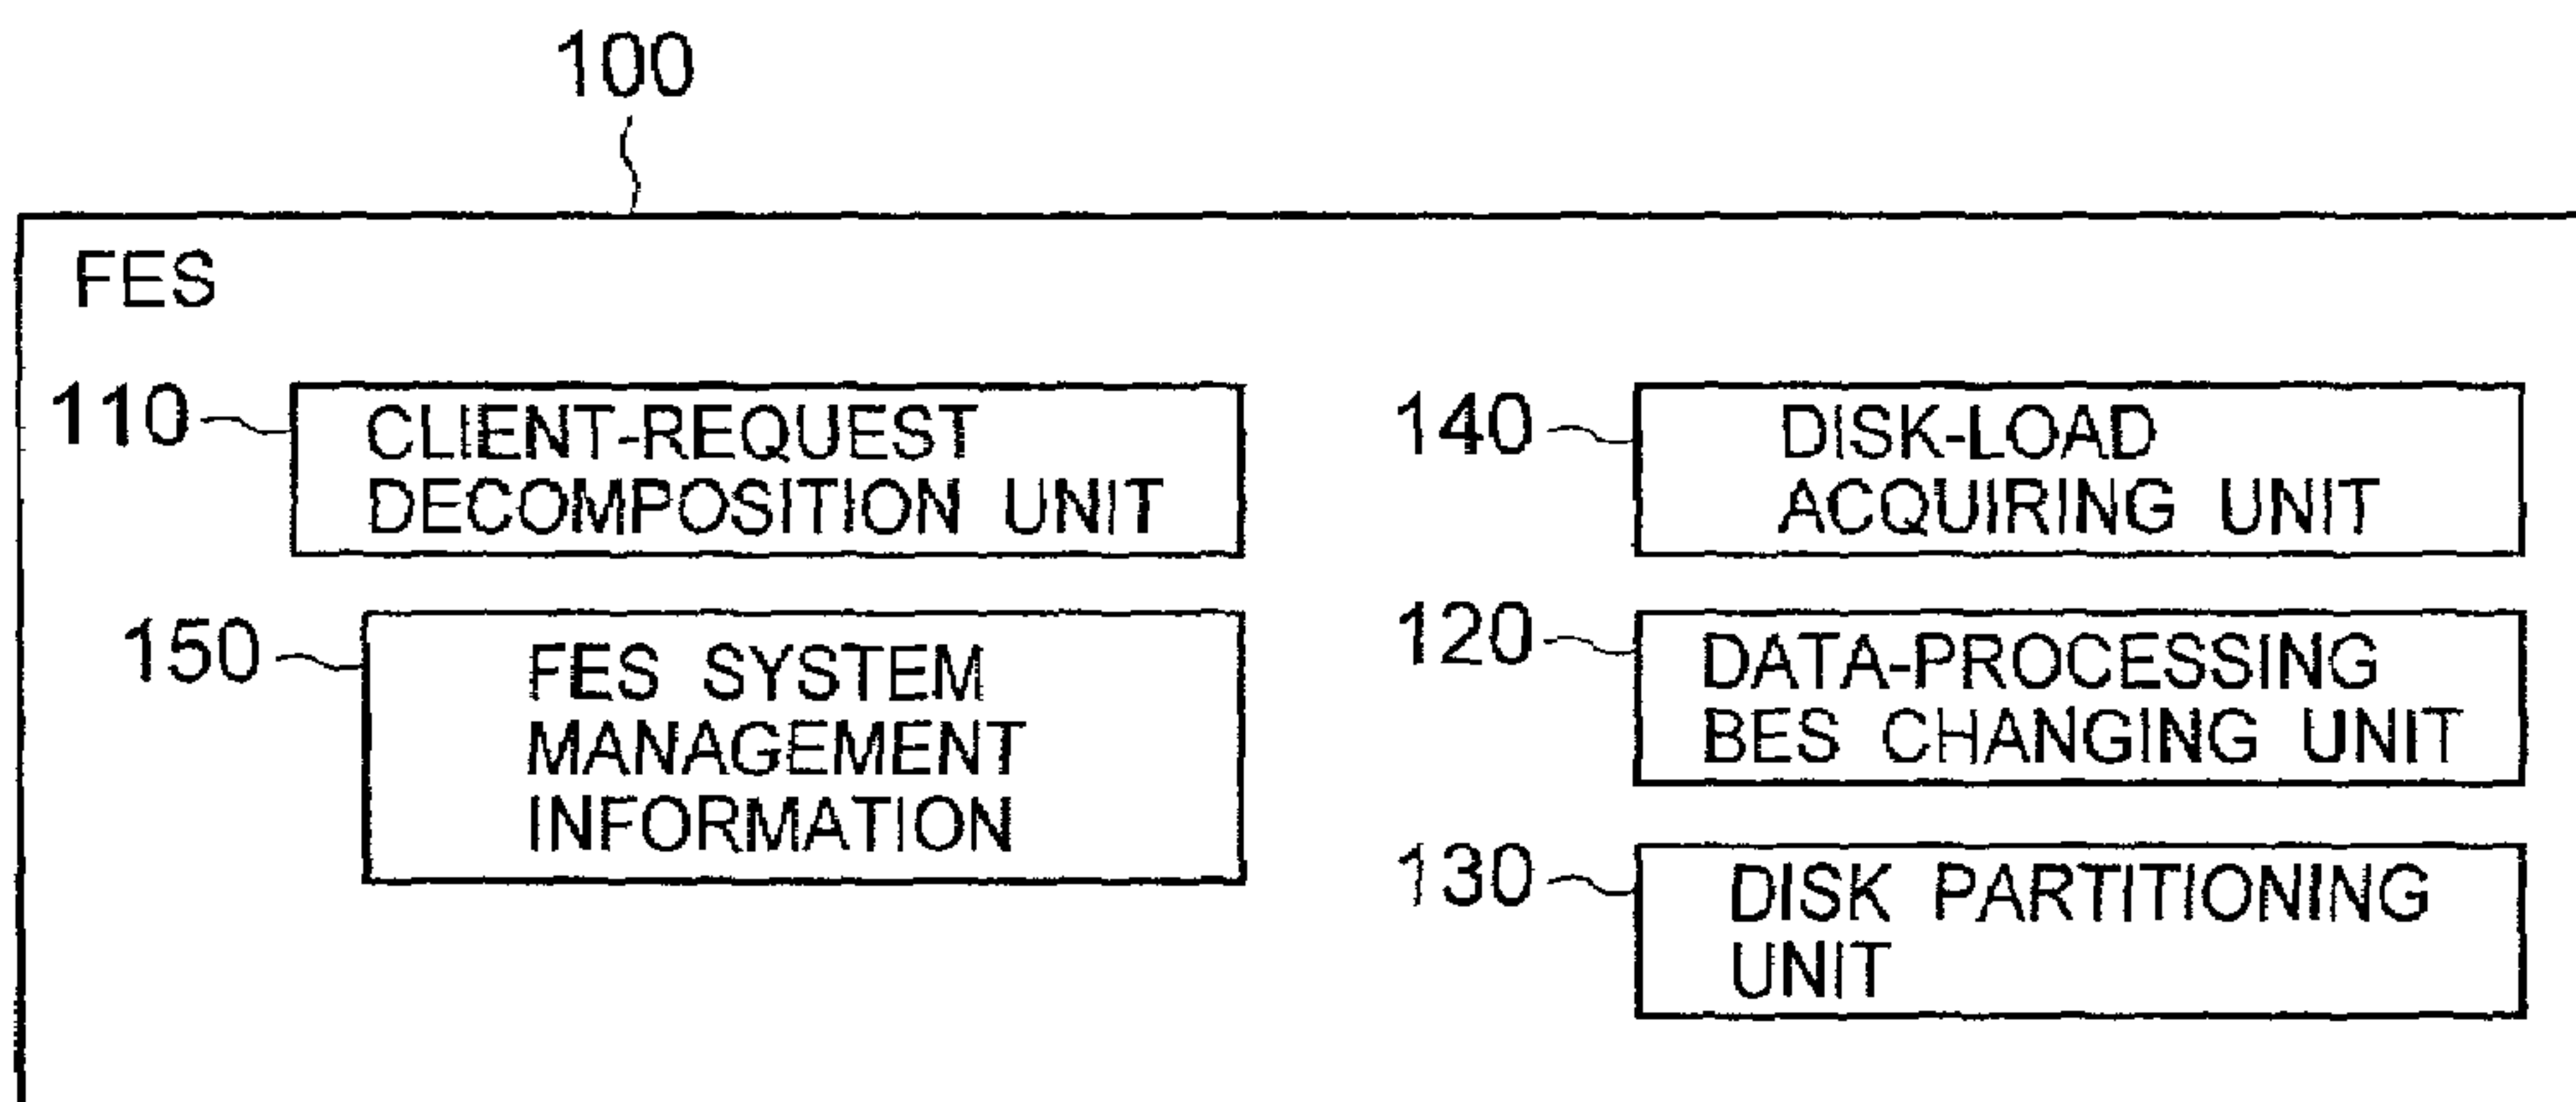 100
FES
110
CLIENT-REQUEST
DECOMPOSITION UNIT
150
FES SYSTEM
MANAGEMENT
INFORMATION
140
DISK-LOAD
ACQUIRING UNIT
120
DATA-PROCESSING
BES CHANGING UNIT
130
DISK PARTITIONING
UNIT